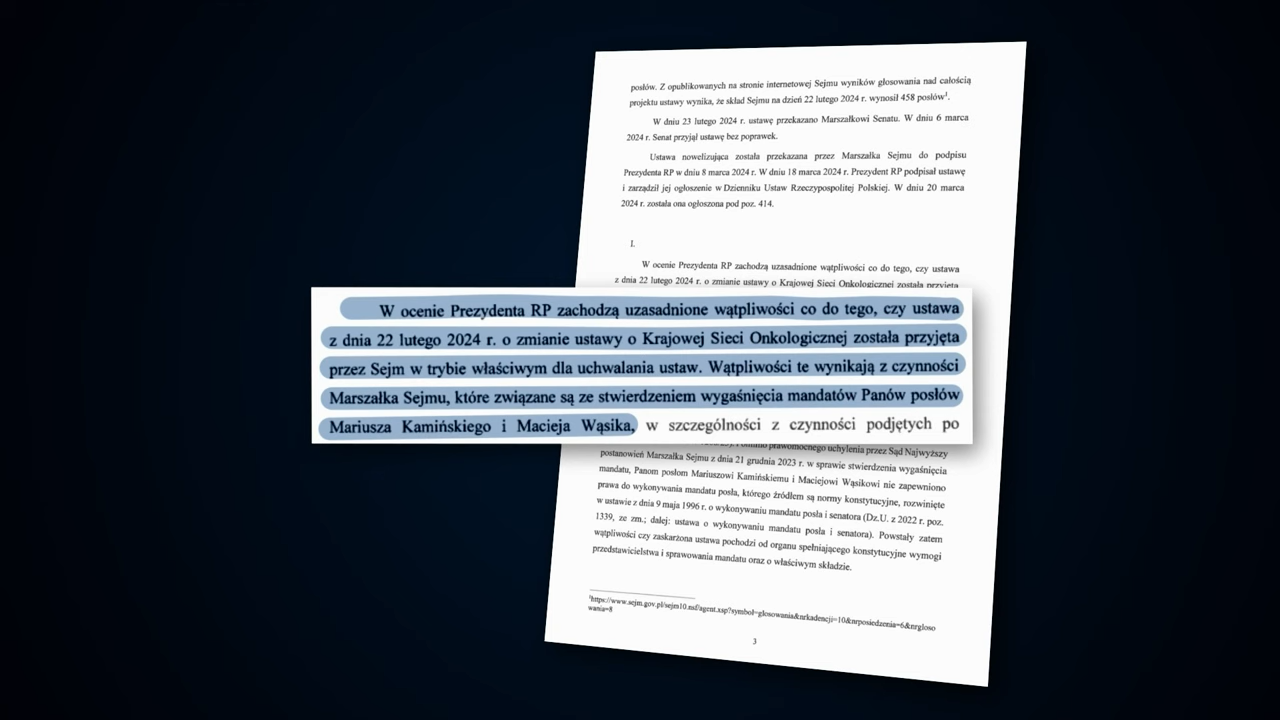 posłów. Z opublikowanych na stronie internetowej Sejmu wyników głosowania nad całością
projektu ustawy wynika, że skład Sejmu na dzień 22 lutego 2024 r. wynosił 458 posłów¹.
W dniu 23 lutego 2024 r. ustawę przekazano Marszałkowi Senatu. W dniu 6 marca
2024 r. Senat przyjął ustawę bez poprawek.
Ustawa nowelizująca została przekazana przez Marszałka Sejmu do podpisu
Prezydenta RP w dniu 8 marca 2024 r. W dniu 18 marca 2024 r. Prezydent RP podpisał ustawę
i zarządził jej ogłoszenie w Dzienniku Ustaw Rzeczypospolitej Polskiej. W dniu 20 marca
2024 r. została ona ogłoszona pod poz. 414.
I.
W ocenie Prezydenta RP zachodzą uzasadnione wątpliwości co do tego, czy ustawa
z dnia 22 lutego 2024 r. o zmianie ustawy o Krajowej Sieci Onkologicznej została przyjęta
W ocenie Prezydenta RP zachodzą uzasadnione wątpliwości co do tego, czy ustawa
z dnia 22 lutego 2024 r. o zmianie ustawy o Krajowej Sieci Onkologicznej została przyjęta
przez Sejm w trybie właściwym dla uchwalania ustaw. Wątpliwości te wynikają z czynności
Marszałka Sejmu, które związane są ze stwierdzeniem wygaśnięcia mandatów Panów posłów
Mariusza Kamińskiego i Macieja Wąsika, w szczególności z czynności podjętych po
prawomocnego uchylenia przez Sąd Najwyższy
postanowień Marszałka Sejmu z dnia 21 grudnia 2023 r. w sprawie stwierdzenia wygaśnięcia
mandatu, Panom posłom Mariuszowi Kamińskiemu i Maciejowi Wąsikowi nie zapewniono
prawa do wykonywania mandatu posła, którego źródłem są normy konstytucyjne, rozwinięte
w ustawie z dnia 9 maja 1996 r. o wykonywaniu mandatu posła i senatora (Dz.U. z 2022 r. poz.
1339, ze zm.; dalej: ustawa o wykonywaniu mandatu posła i senatora). Powstały zatem
wątpliwości czy zaskarżona ustawa pochodzi od organu spełniającego konstytucyjne wymogi
przedstawicielstwa i sprawowania mandatu oraz o właściwym składzie.
¹https://www.sejm.gov.pl/sejm10.nsf/agent.xsp?symbol=glosowania&nrkadencji=10&nrposiedzenia=6&nrgloso
wania=8
3